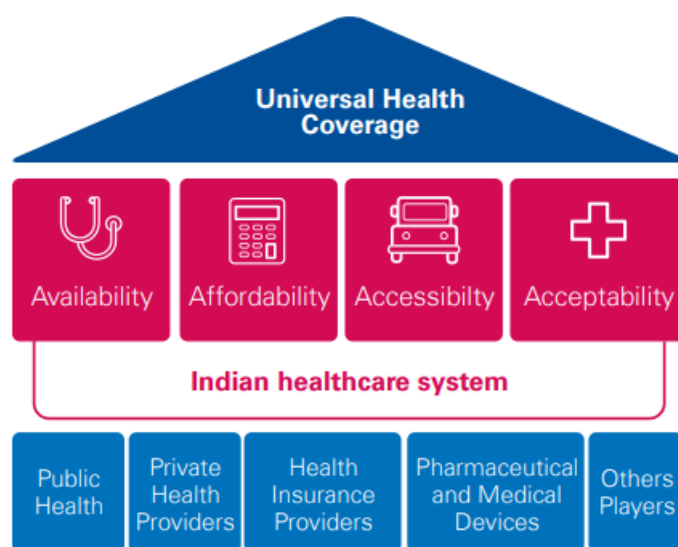 Universal Health
Coverage
Availability
Affordability
Accessibilty
Acceptability
Indian healthcare system
Public
Health
Private
Health
Providers
Health
Insurance
Providers
Pharmaceutical
and Medical
Devices
Others
Players